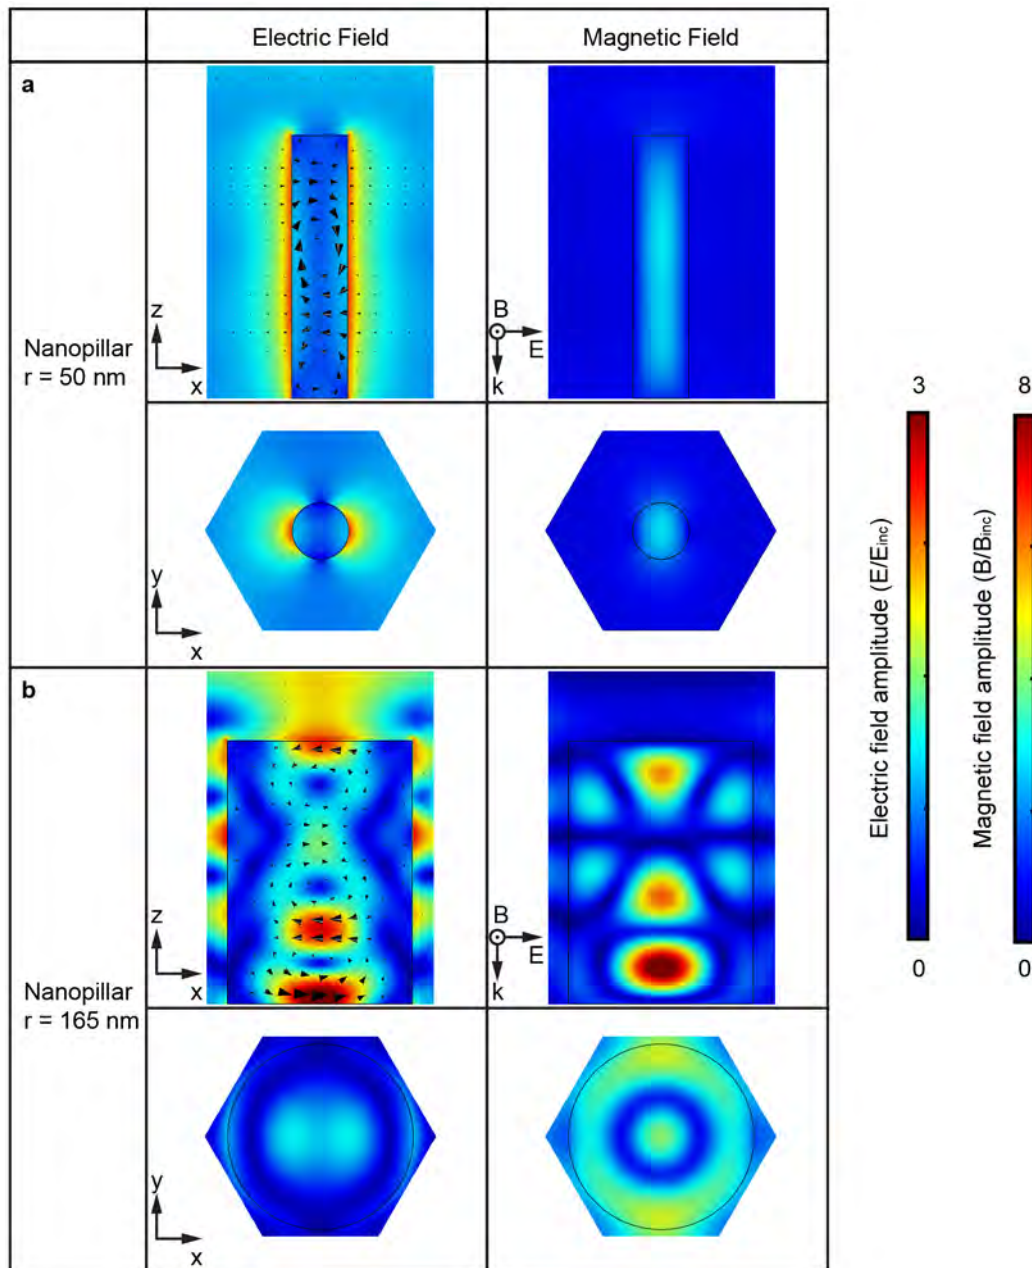 Electric Field
Magnetic Field
a
z
x
B
E
k
Nanopillar
r = 50 nm
y
x
b
z
x
B
E
k
Nanopillar
r = 165 nm
y
x
3
8
Electric field amplitude (E/Einc)
Magnetic field amplitude (B/Binc)
0
0